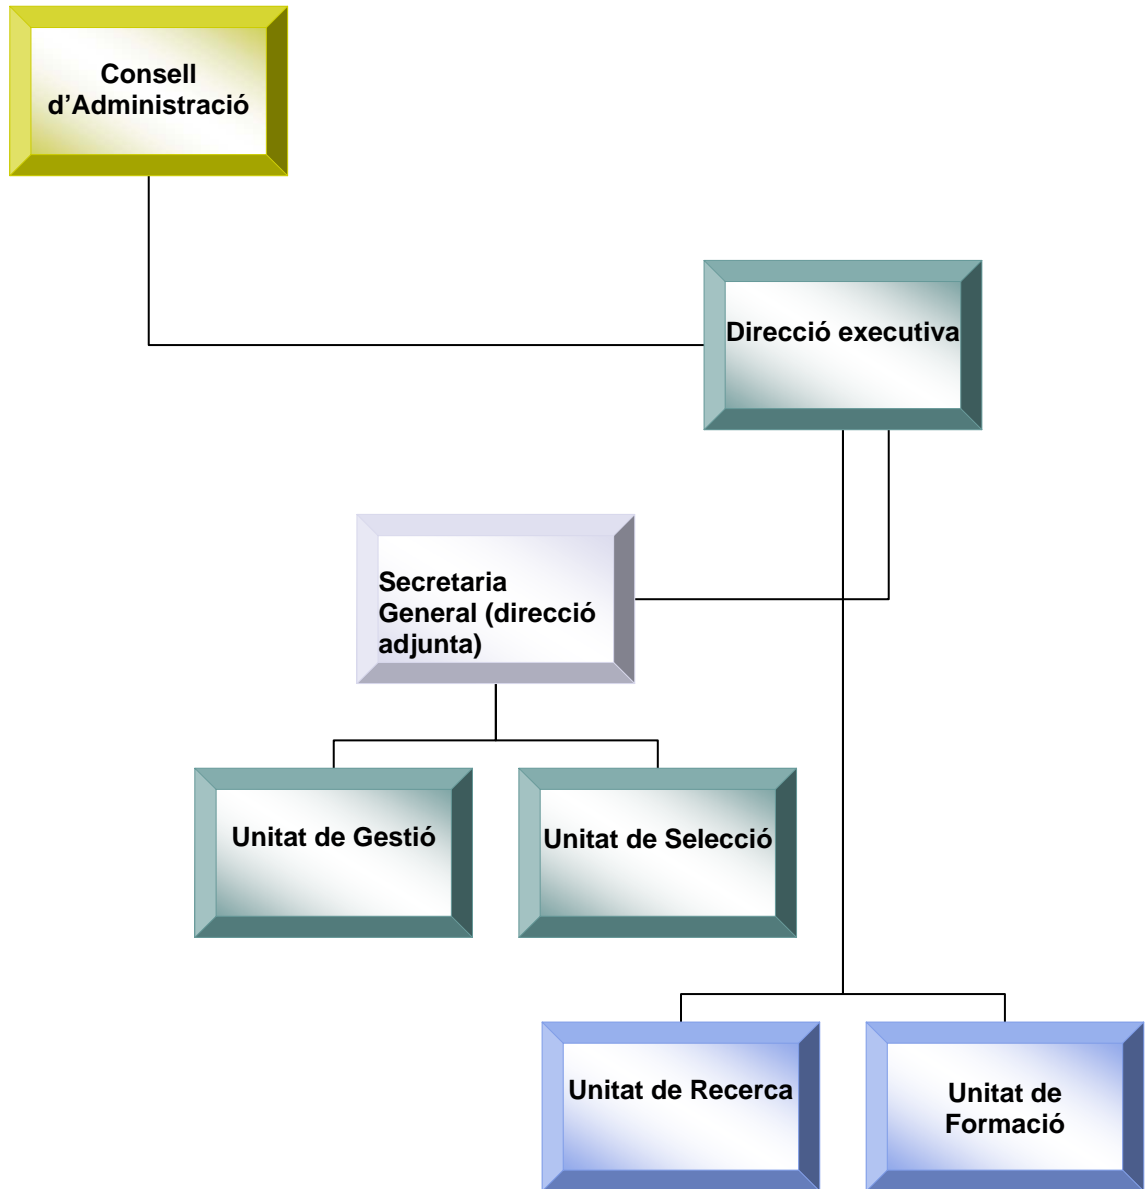 Consell
d’Administració
Direcció executiva
Secretaria
General (direcció
adjunta)
Unitat de Gestió
Unitat de Selecció
Unitat de Recerca
Unitat de
Formació